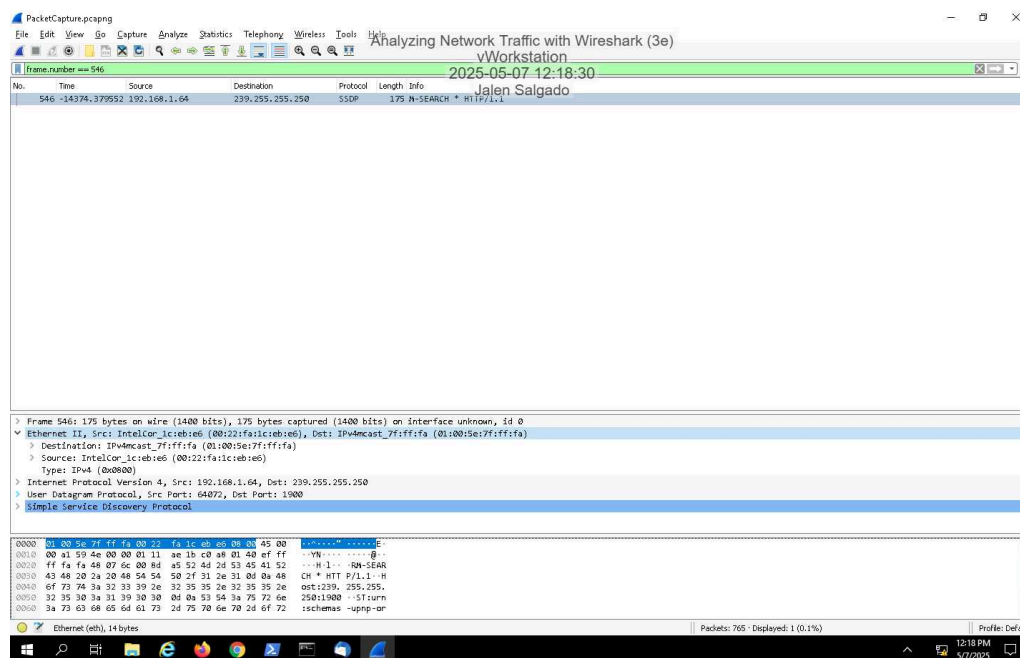 PacketCapture.pcapng
File Edit View Go Capture Analyze Statistics Telephony Wireless Tools Help
Analyzing Network Traffic with Wireshark (3e)
vWorkstation
2025-05-07 12:18:30
Jalen Salgado
frame.number == 546
No. Time Source Destination Protocol Length Info
546 -14374.379552 192.168.1.64 239.255.255.250 SSDP 175 M-SEARCH * HTTP/1.1
> Frame 546: 175 bytes on wire (1400 bits), 175 bytes captured (1400 bits) on interface unknown, id 0
Ethernet II, Src: IntelCor_1c:eb:e6 (00:22:fa:1c:eb:e6), Dst: IPv4mcast_7f:ff:fa (01:00:5e:7f:ff:fa)
> Destination: IPv4mcast_7f:ff:fa (01:00:5e:7f:ff:fa)
> Source: IntelCor_1c:eb:e6 (00:22:fa:1c:eb:e6)
Type: IPv4 (0x0800)
> Internet Protocol Version 4, Src: 192.168.1.64, Dst: 239.255.255.250
> User Datagram Protocol, Src Port: 64072, Dst Port: 1900
> Simple Service Discovery Protocol
0000 01 00 5e 7f ff fa 00 22 fa 1c eb e6 08 00 45 00 ··^····" ······E·
0010 00 a1 59 4e 00 00 01 11 ae 1b c0 a8 01 40 ef ff ··YN···· ·····@··
0020 ff fa fa 48 07 6c 00 8d a5 52 4d 2d 53 45 41 52 ···H·l·· ·RM-SEAR
0030 43 48 20 2a 20 48 54 54 50 2f 31 2e 31 0d 0a 48 CH * HTT P/1.1··H
0040 6f 73 74 3a 32 33 39 2e 32 35 35 2e 32 35 35 2e ost:239. 255.255.
0050 32 35 30 3a 31 39 30 30 0d 0a 53 54 3a 75 72 6e 250:1900 ··ST:urn
0060 3a 73 63 68 65 6d 61 73 2d 75 70 6e 70 2d 6f 72 :schemas -upnp-or
Ethernet (eth), 14 bytes
Packets: 765 · Displayed: 1 (0.1%)
Profile: Def
12:18 PM
5/7/2025